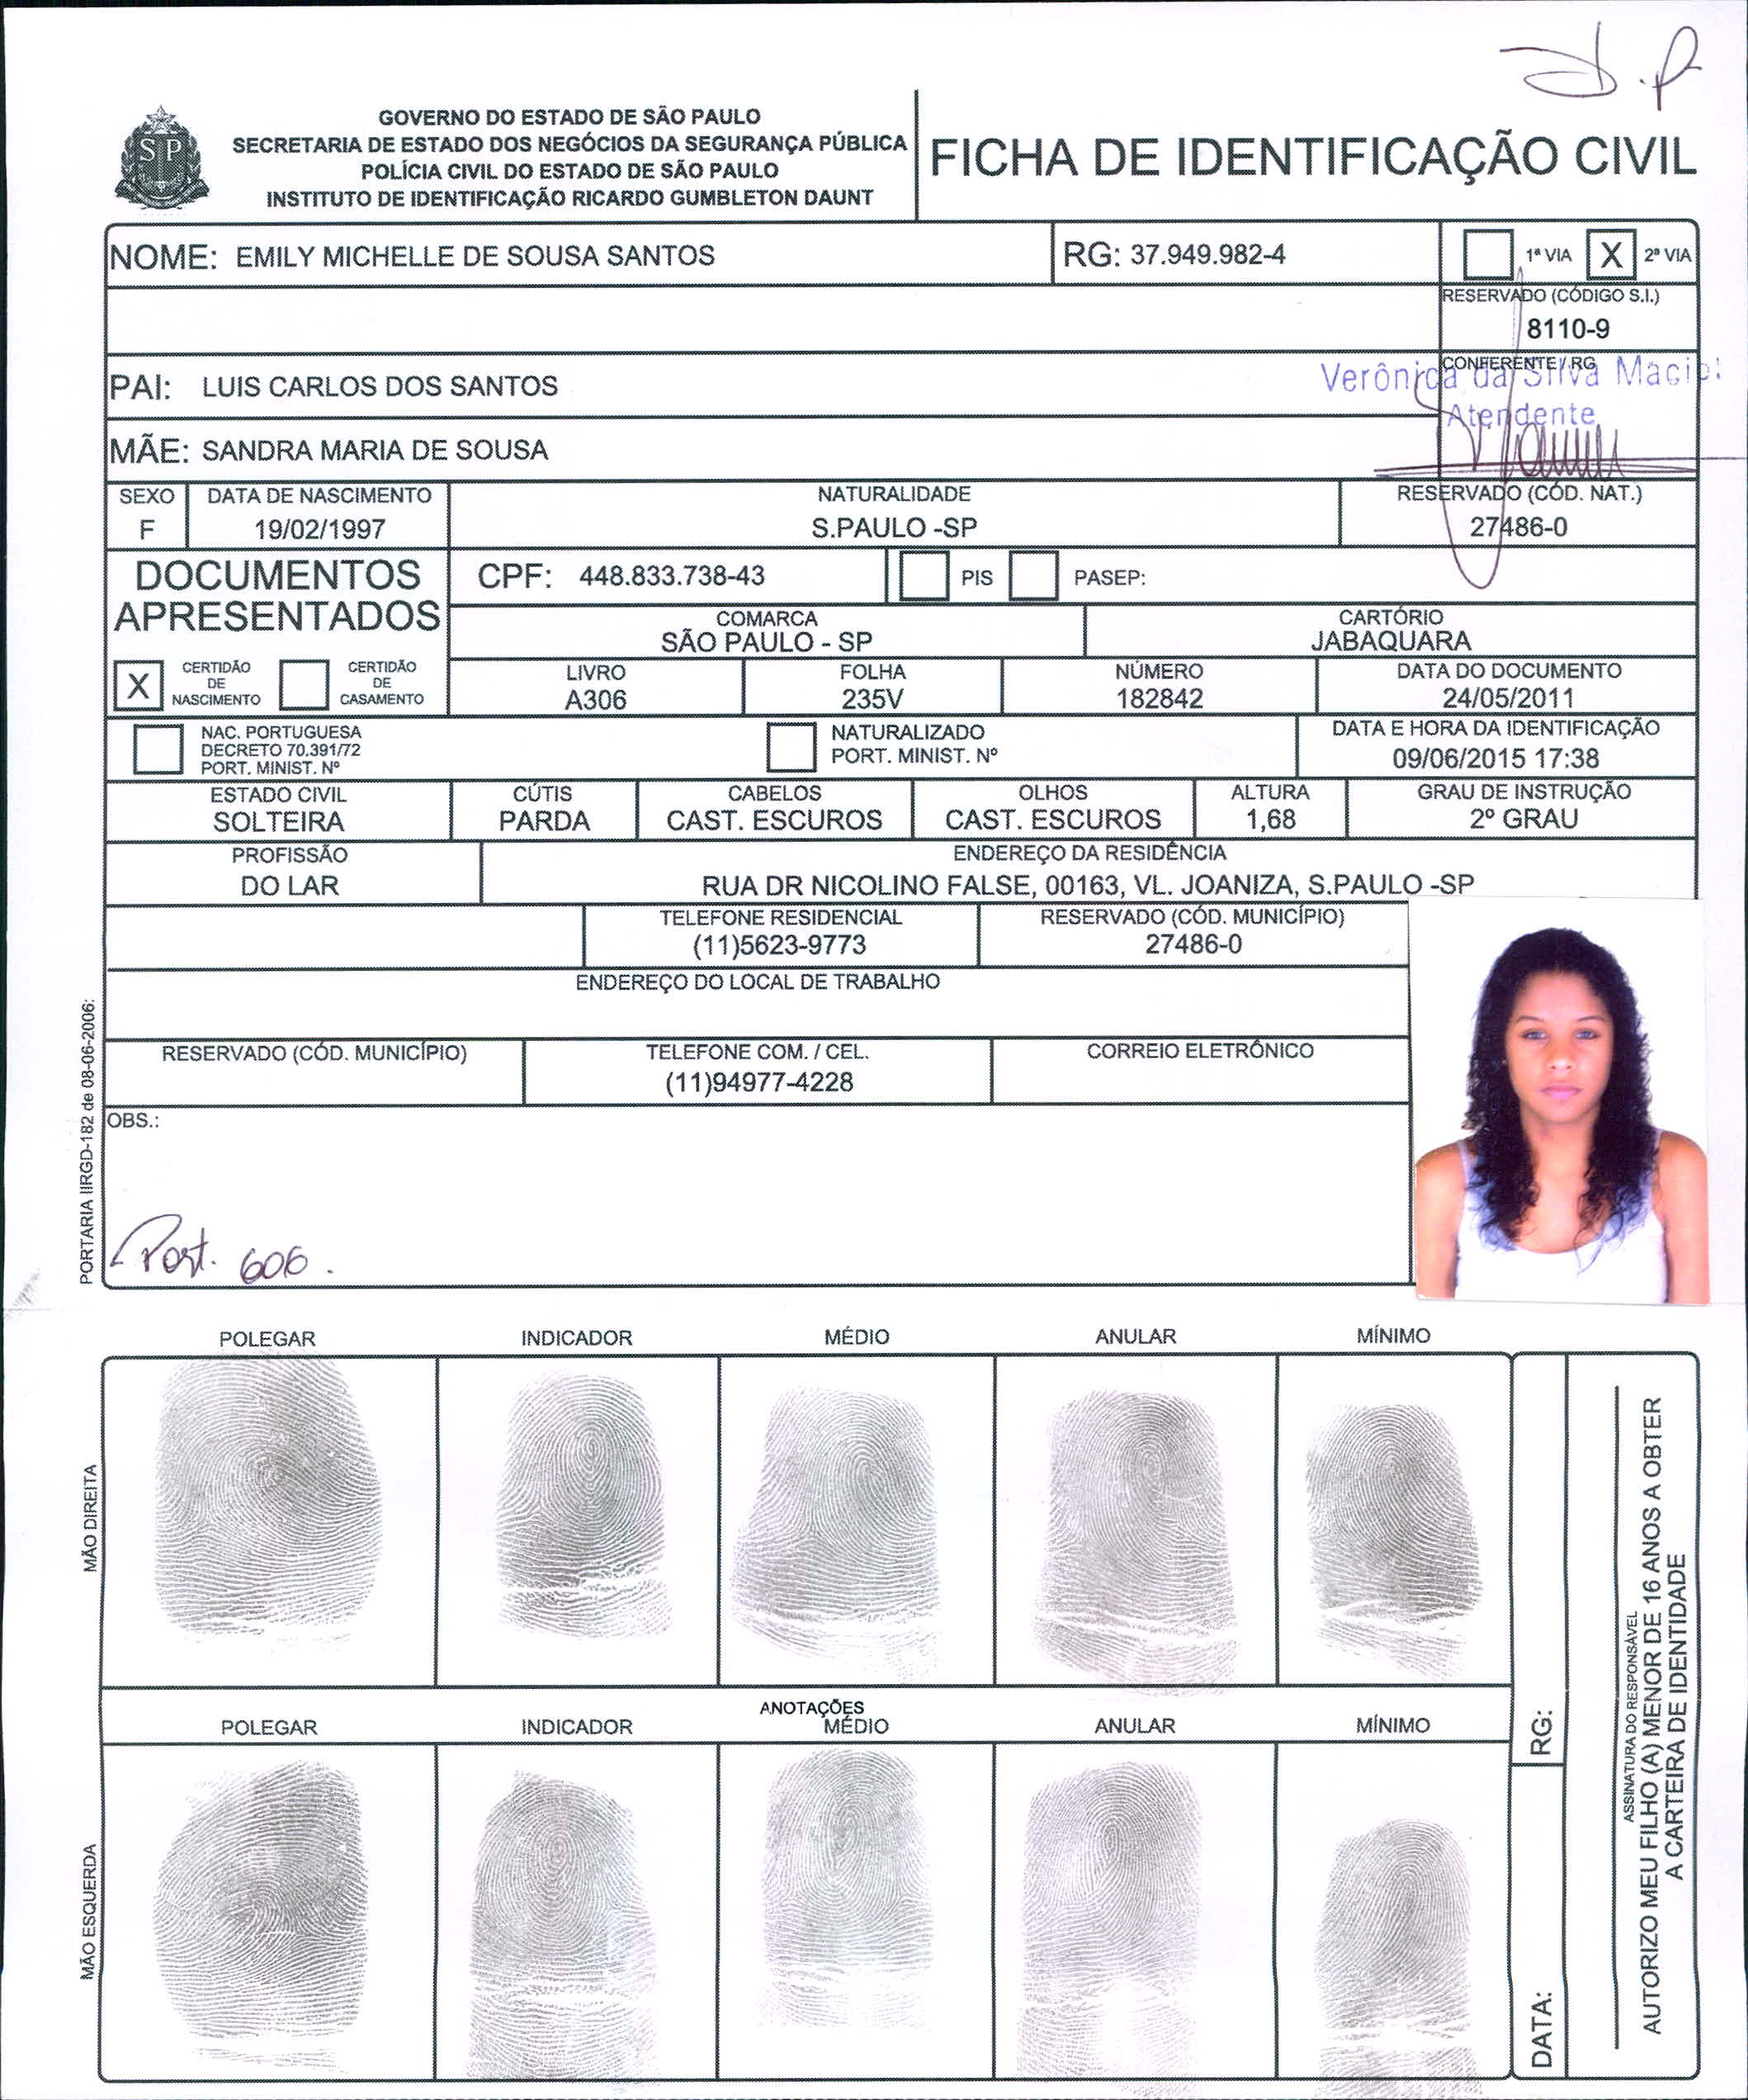 GOVERNO DO ESTADO DE SÃO PAULO
SECRETARIA DE ESTADO DOS NEGÓCIOS DA SEGURANÇA PÚBLICA
POLÍCIA CIVIL DO ESTADO DE SÃO PAULO
INSTITUTO DE IDENTIFICAÇÃO RICARDO GUMBLETON DAUNT
SP
FICHA DE IDENTIFICAÇÃO CIVIL
NOME: EMILY MICHELLE DE SOUSA SANTOS
RG: 37.949.982-4
1ª VIA X 2ª VIA
RESERVADO (CÓDIGO S.I.)
8110-9
PAI: LUIS CARLOS DOS SANTOS
CONFERENTE / RG
Verônica da Silva Maciel
Atendente
MÃE: SANDRA MARIA DE SOUSA
SEXO
F
DATA DE NASCIMENTO
19/02/1997
NATURALIDADE
S.PAULO -SP
RESERVADO (CÓD. NAT.)
27486-0
DOCUMENTOS
APRESENTADOS
CPF: 448.833.738-43
PIS
PASEP:
COMARCA
SÃO PAULO - SP
CARTÓRIO
JABAQUARA
X CERTIDÃO
DE
NASCIMENTO
CERTIDÃO
DE
CASAMENTO
LIVRO
A306
FOLHA
235V
NÚMERO
182842
DATA DO DOCUMENTO
24/05/2011
NAC. PORTUGUESA
DECRETO 70.391/72
PORT. MINIST. Nº
NATURALIZADO
PORT. MINIST. Nº
DATA E HORA DA IDENTIFICAÇÃO
09/06/2015 17:38
ESTADO CIVIL
SOLTEIRA
CÚTIS
PARDA
CABELOS
CAST. ESCUROS
OLHOS
CAST. ESCUROS
ALTURA
1,68
GRAU DE INSTRUÇÃO
2º GRAU
PROFISSÃO
DO LAR
ENDEREÇO DA RESIDÊNCIA
RUA DR NICOLINO FALSE, 00163, VL. JOANIZA, S.PAULO -SP
TELEFONE RESIDENCIAL
(11)5623-9773
RESERVADO (CÓD. MUNICÍPIO)
27486-0
ENDEREÇO DO LOCAL DE TRABALHO
RESERVADO (CÓD. MUNICÍPIO)
TELEFONE COM. / CEL.
(11)94977-4228
CORREIO ELETRÔNICO
OBS.:
Port. 606.
PORTARIA IIRGD-182 de 08-06-2006:
POLEGAR
INDICADOR
MÉDIO
ANULAR
MÍNIMO
MÃO DIREITA
ANOTAÇÕES
POLEGAR
INDICADOR
MÉDIO
ANULAR
MÍNIMO
MÃO ESQUERDA
RG:
DATA:
ASSINATURA DO RESPONSÁVEL
AUTORIZO MEU FILHO (A) MENOR DE 16 ANOS A OBTER
A CARTEIRA DE IDENTIDADE